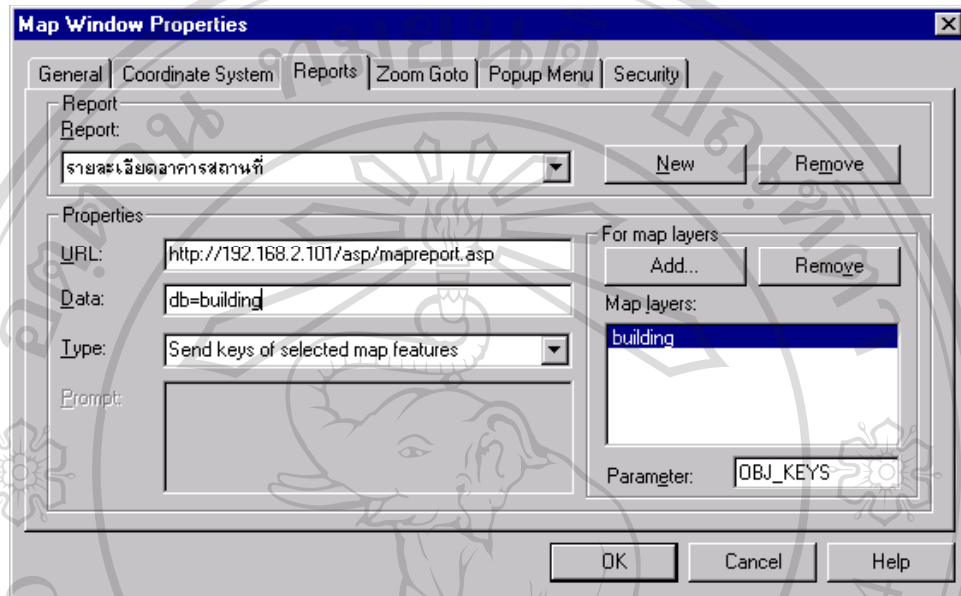 Map Window Properties
General Coordinate System Reports Zoom Goto Popup Menu Security
Report
Report:
รายละเอียดอาคารสถานที่
New Remove
Properties
URL: http://192.168.2.101/asp/mapreport.asp
Data: db=building
Type: Send keys of selected map features
Prompt:
For map layers
Add... Remove
Map layers:
building
Parameter: OBJ_KEYS
OK Cancel Help